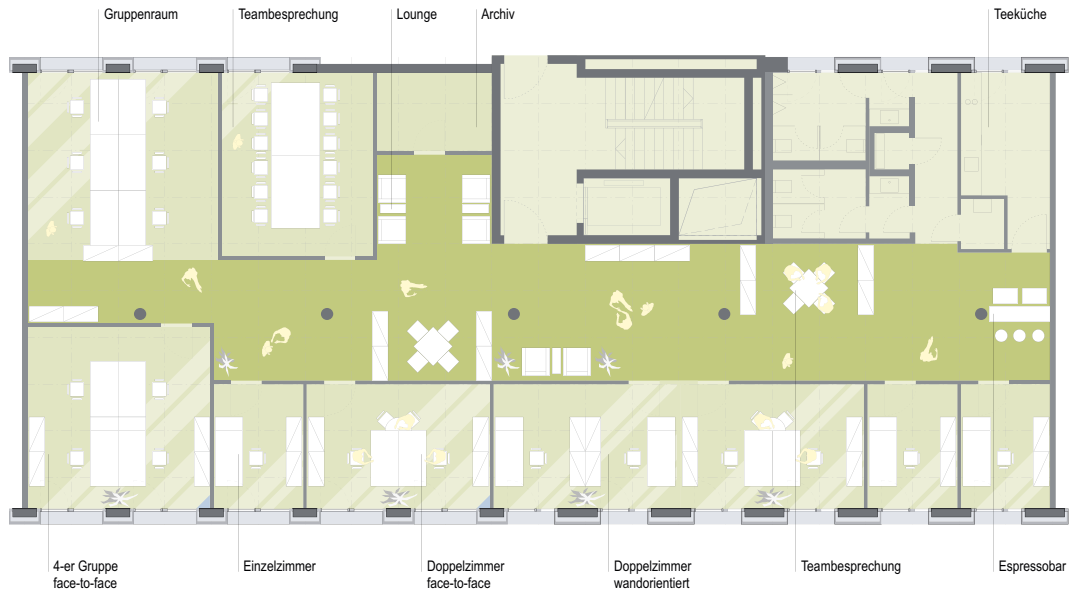 Gruppenraum
Teambesprechung
Lounge
Archiv
Teeküche
4-er Gruppe
face-to-face
Einzelzimmer
Doppelzimmer
face-to-face
Doppelzimmer
wandorientiert
Teambesprechung
Espressobar